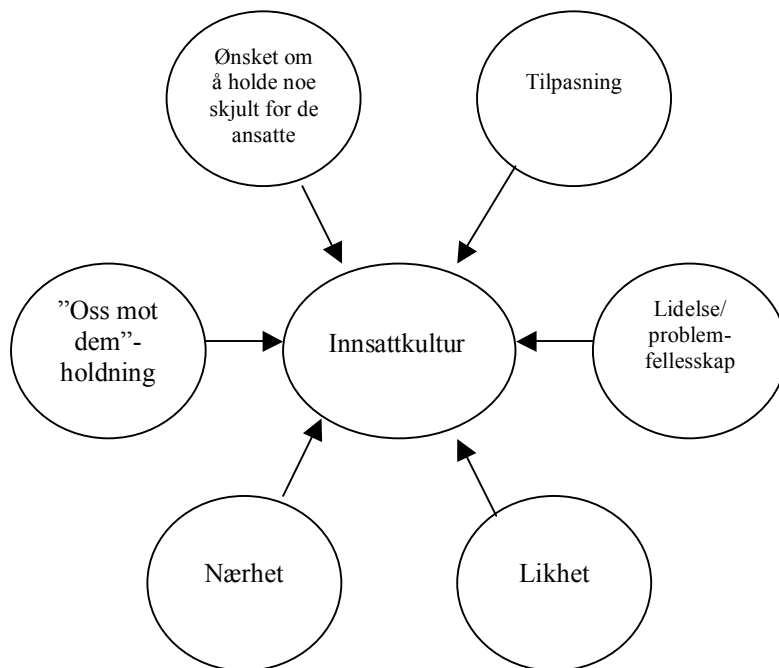 Ønsket om
å holde noe
skjult for de
ansatte
Tilpasning
”Oss mot
dem”-
holdning
Innsattkultur
Lidelse/
problem-
fellesskap
Nærhet
Likhet